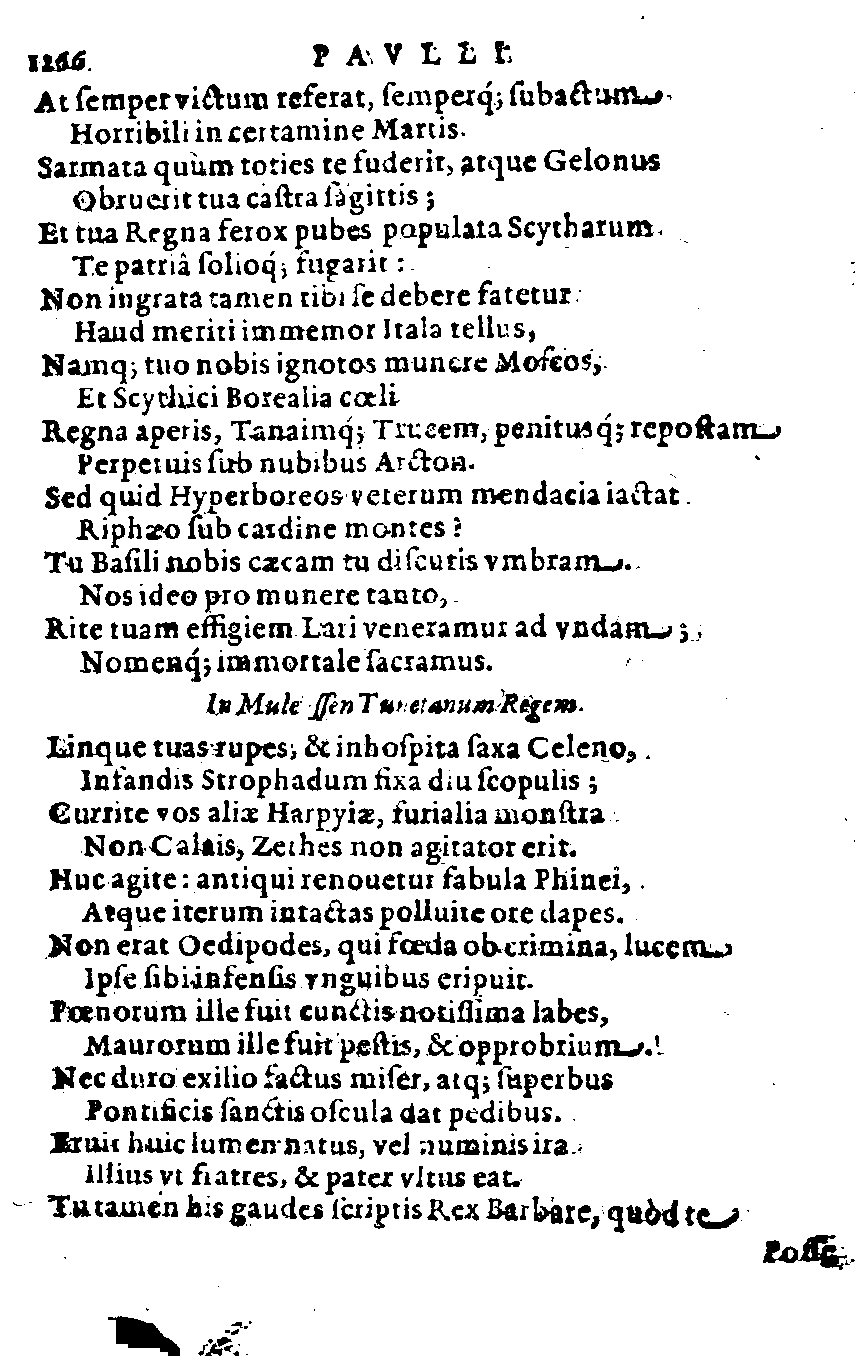 1266. PAVLLI
At ſemper victum referat, ſemperq́; ſubactum
Horribili in certamine Martis.
Sarmata quùm toties te fuderit, atque Gelonus
Obruerit tua caſtra ſagittis;
Et tua Regna ferox pubes populata Scytharum.
Te patriâ ſolioq́; fugarit:
Non ingrata tamen tibi ſe debere fatetur
Haud meriti immemor Itala tellus,
Namq; tuo nobis ignotos munere Moſcos,
Et Scythici Borealia cœli
Regna aperis, Tanaimq́; Trucem, penitusq́; repoſtam
Perpetuis ſub nubibus Arcton.
Sed quid Hyperboreos veterum mendacia iactat
Riphæo ſub cardine montes?
Tu Baſili nobis cæcam tu diſcutis vmbram.
Nos ideo pro munere tanto,
Rite tuam effigiem Lari veneramur ad vndam;
Nomenq́; immortale ſacramus.
In Mule ſſen Tunetanum Regem.
Linque tuas rupes, & inhoſpita ſaxa Celeno,
Infandis Strophadum fixa diu ſcopulis;
Currite vos aliæ Harpyiæ, furialia monſtra
Non Calais, Zethes non agitator erit.
Huc agite: antiqui renouetur fabula Phinei,
Atque iterum intactas polluite ore dapes.
Non erat Oedipodes, qui fœda ob crimina, lucem
Ipſe ſibi infenſis vnguibus eripuit.
Pœnorum ille fuit cunctis notiſſima labes,
Maurorum ille fuit peſtis, & opprobrium.
Nec duro exilio factus miſer, atq; ſuperbus
Pontificis ſanctis oſcula dat pedibus.
Eruit huic lumen natus, vel numinis ira
Illius vt fratres, & pater vltus eat.
Tu tamen his gaudes ſcriptis Rex Barbare, quòd te
Poſſe